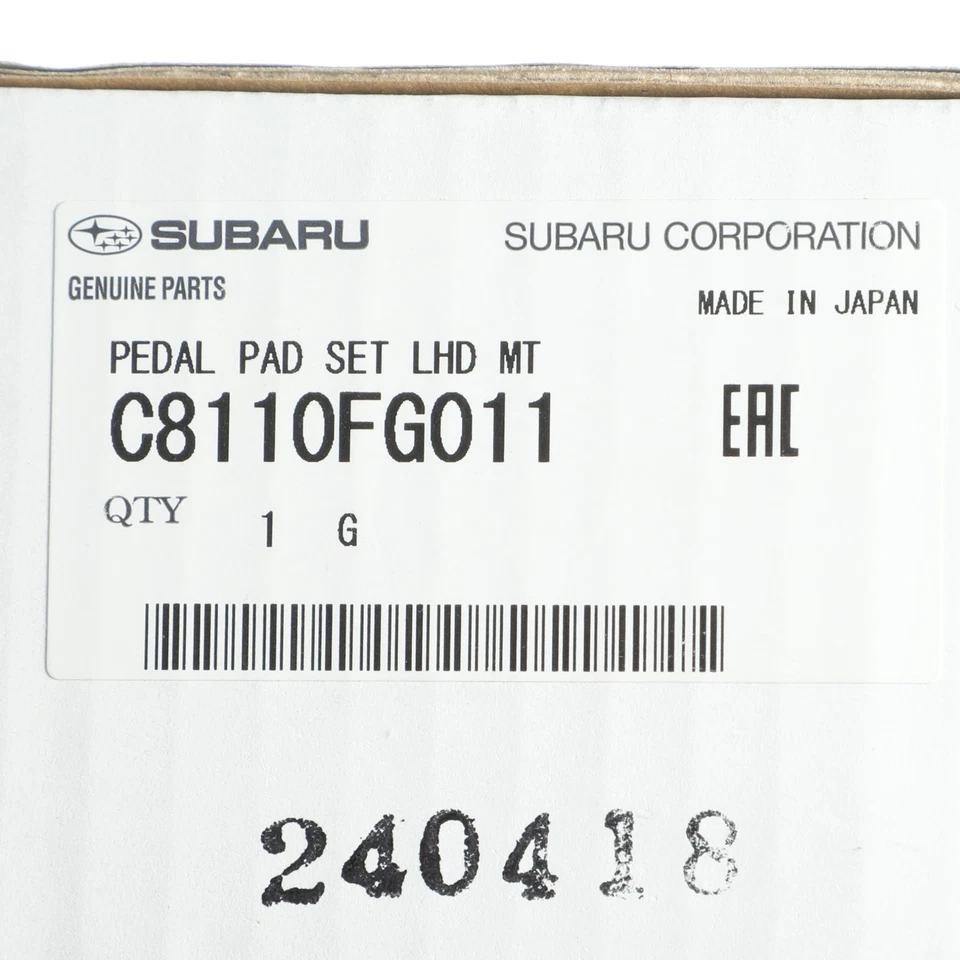 SUBARU SUBARU CORPORATION
GENUINE PARTS
MADE IN JAPAN
PEDAL PAD SET LHD MT
C8110FG011
EAC
QTY 1 G
240418